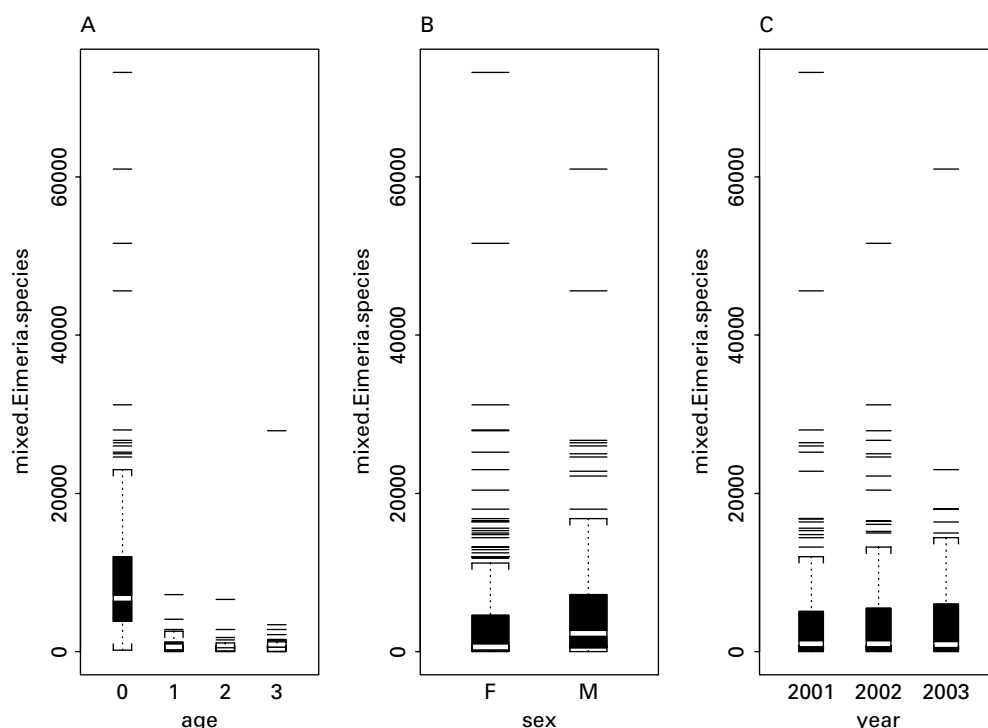 A
mixed.Eimeria.species
0
20000
40000
60000
0 1 2 3
age
B
mixed.Eimeria.species
0
20000
40000
60000
F M
sex
C
mixed.Eimeria.species
0
20000
40000
60000
2001 2002 2003
year